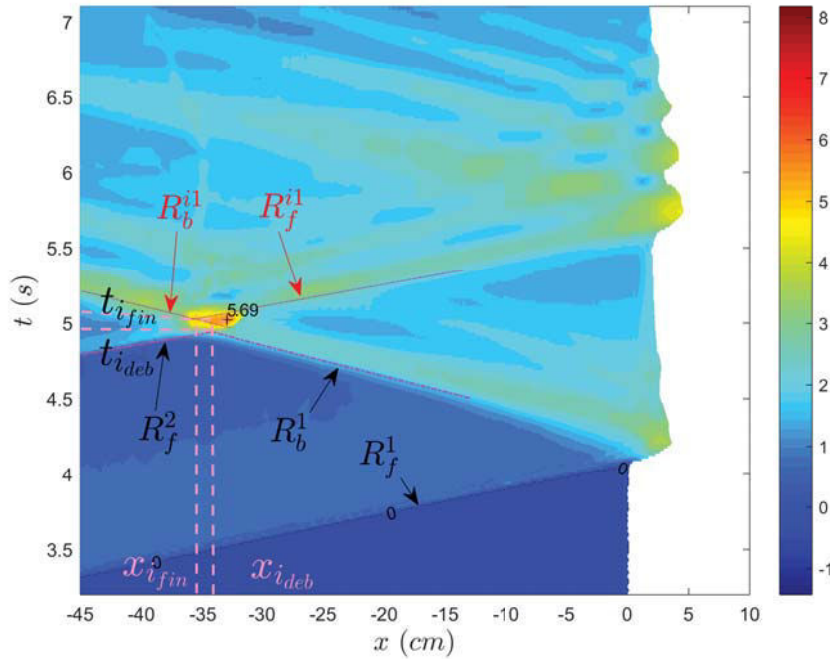 7
6.5
6
5.5
5
4.5
4
3.5
t (s)
-45 -40 -35 -30 -25 -20 -15 -10 -5 0 5 10
x (cm)
8
7
6
5
4
3
2
1
0
-1
R_b^{i1}
R_f^{i1}
t_{i_{fin}}
5.69
t_{i_{deb}}
R_f^2
R_b^1
R_f^1
0
0
0
x_{i_{fin}}
x_{i_{deb}}